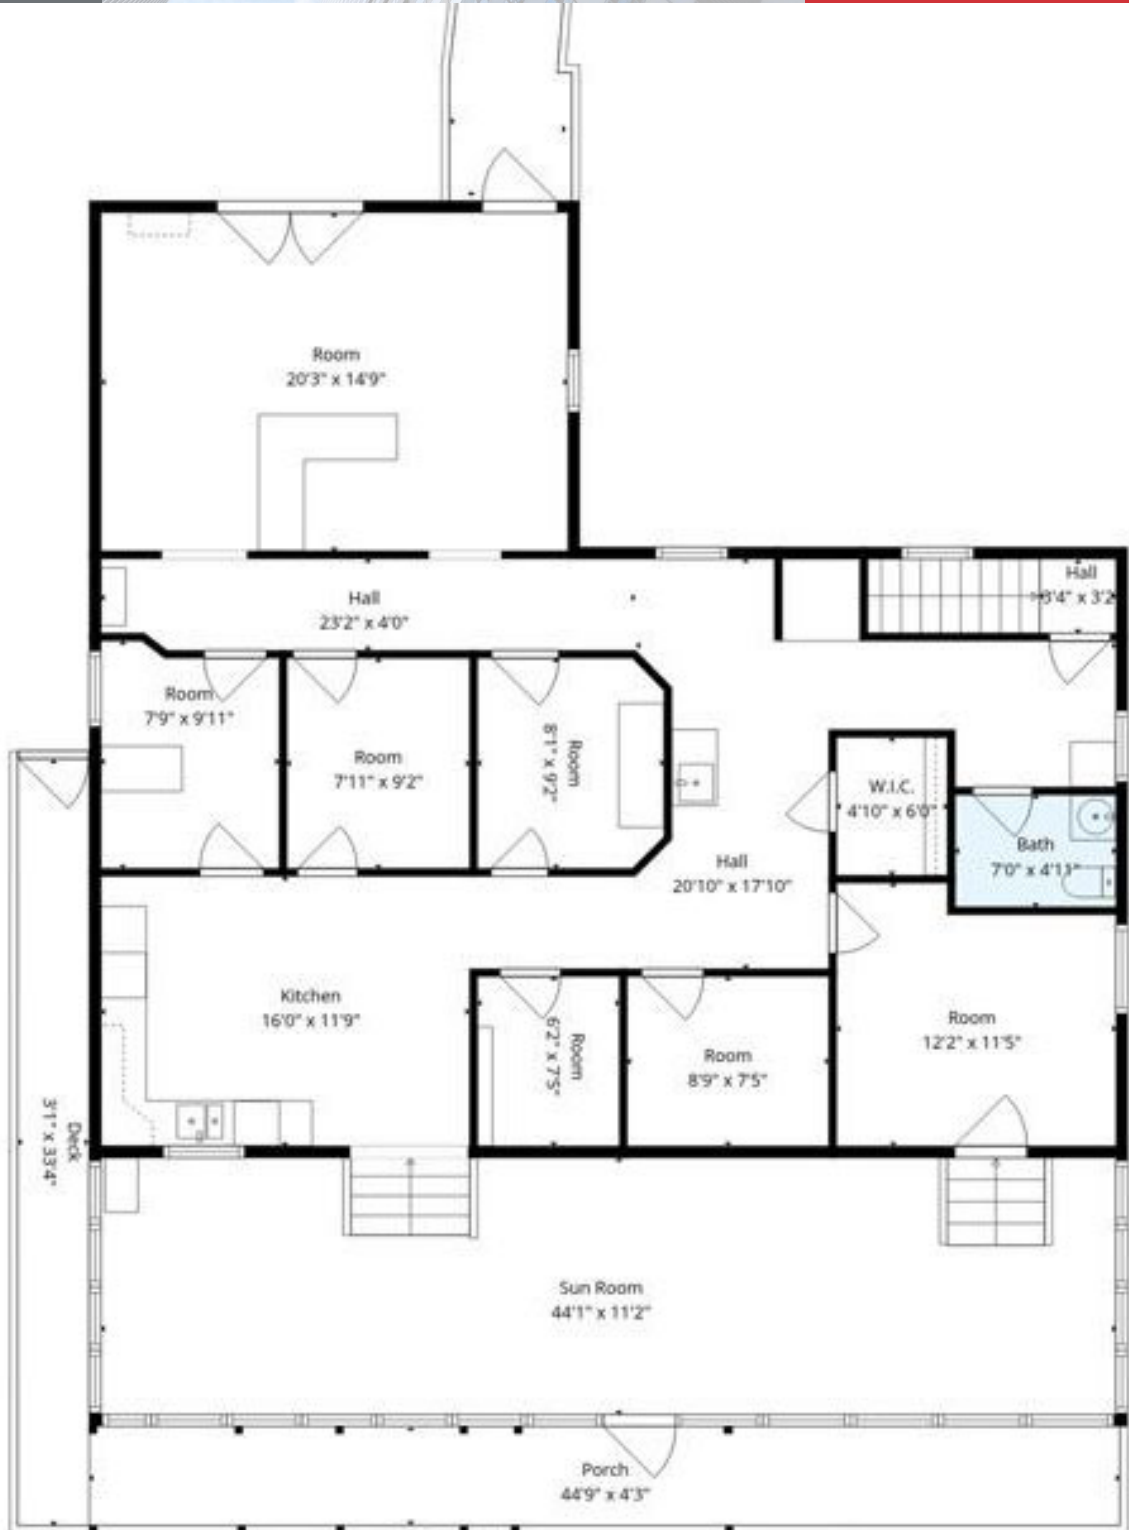 Room
20'3" x 14'9"
Hall
3'4" x 3'2
Hall
23'2" x 4'0"
Room
7'9" x 9'11"
Room
7'11" x 9'2"
Room
8'1" x 9'2"
W.I.C.
4'10" x 6'0"
Bath
7'0" x 4'11"
Hall
20'10" x 17'10"
Kitchen
16'0" x 11'9"
Room
6'2" x 7'5"
Room
8'9" x 7'5"
Room
12'2" x 11'5"
Deck
3'1" x 33'4"
Sun Room
44'1" x 11'2"
Porch
44'9" x 4'3"